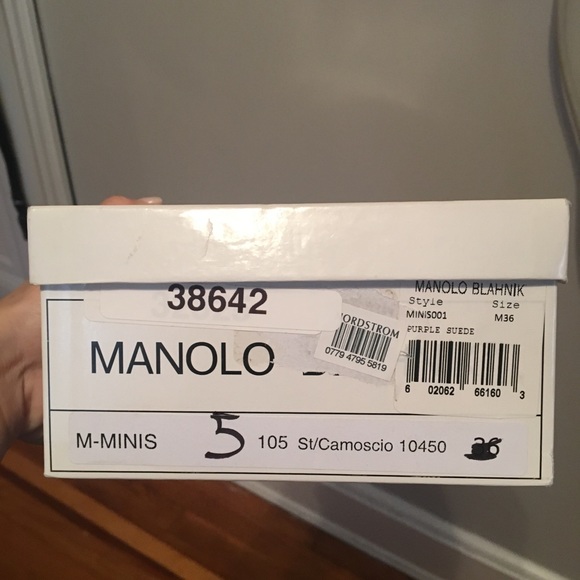 38642
MANOLO
NORDSTROM
0779 4795 5819
MANOLO BLAHNIK
Style Size
MINIS001 M36
PURPLE SUEDE
6 02062 66160 3
M-MINIS 5 105 St/Camoscio 10450